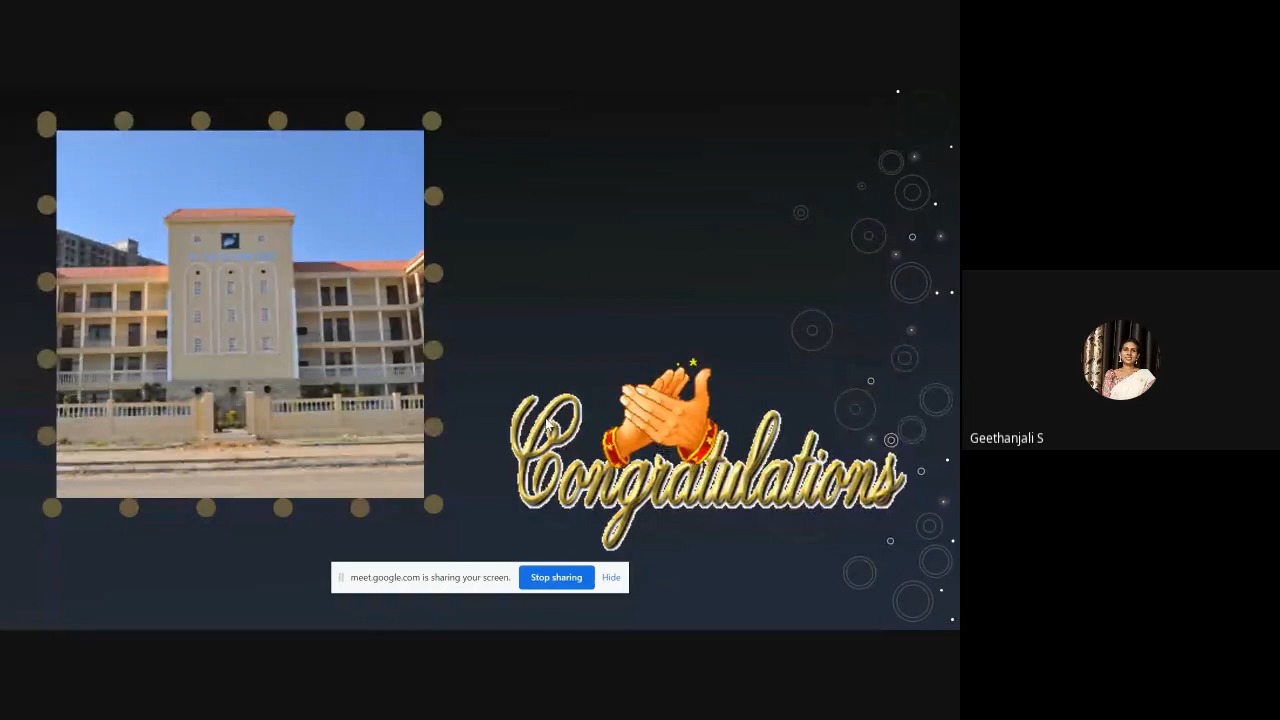 Congratulations
meet.google.com is sharing your screen. Stop sharing Hide
Geethanjali S